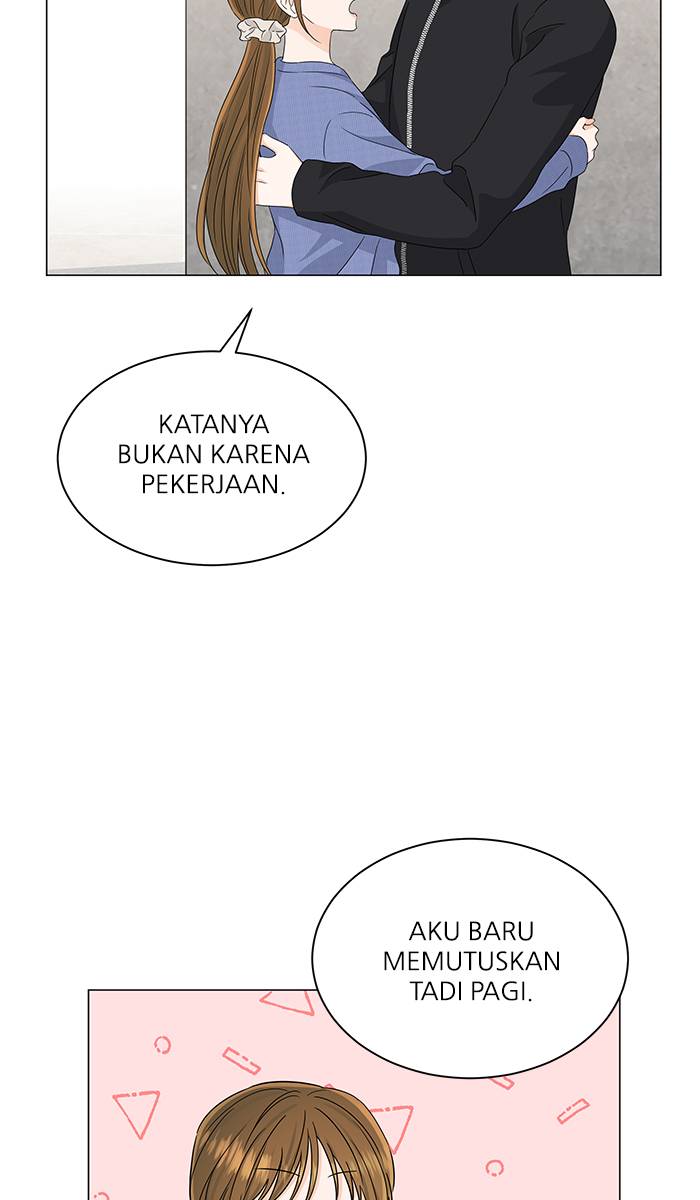 KATANYA
BUKAN KARENA
PEKERJAAN.
AKU BARU
MEMUTUSKAN
TADI PAGI.